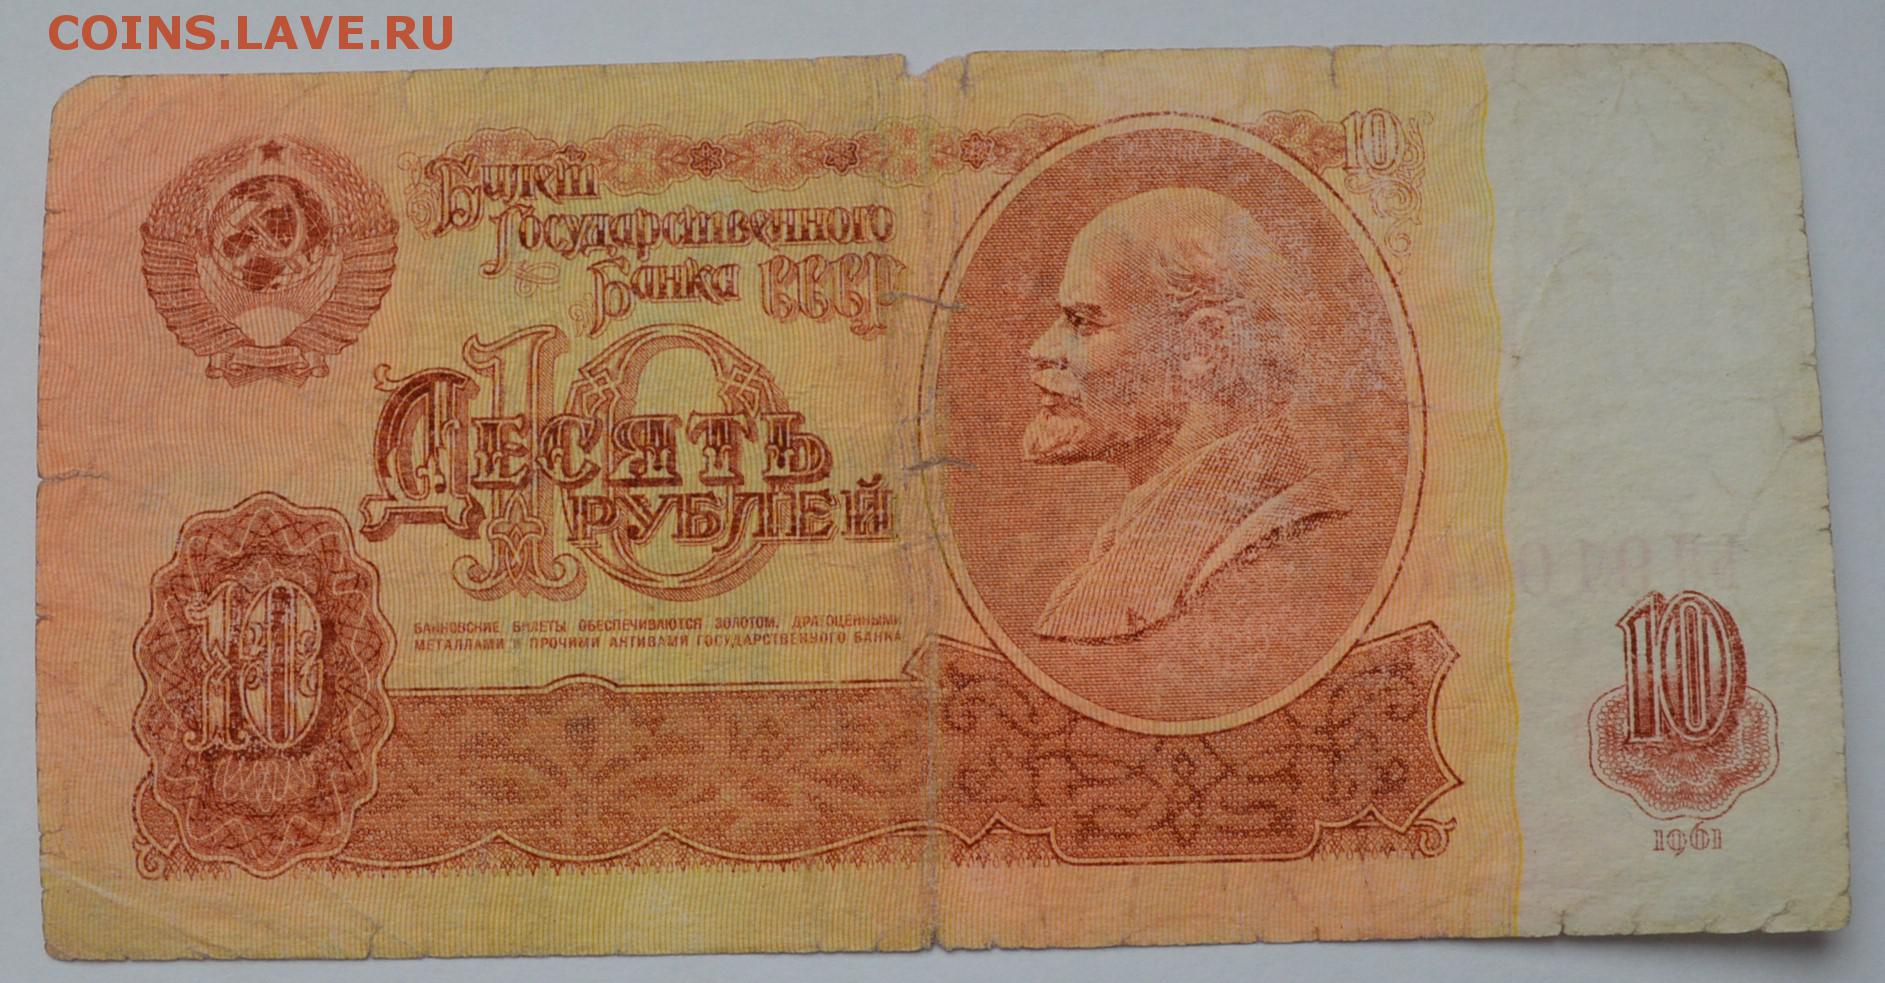 COINS.LAVE.RU
10
Билет
Государственного
Банка СССР
10
Десять
рублей
БАНКОВСКИЕ БИЛЕТЫ ОБЕСПЕЧИВАЮТСЯ ЗОЛОТОМ, ДРАГОЦЕННЫМИ
МЕТАЛЛАМИ И ПРОЧИМИ АКТИВАМИ ГОСУДАРСТВЕННОГО БАНКА
10
10
1961